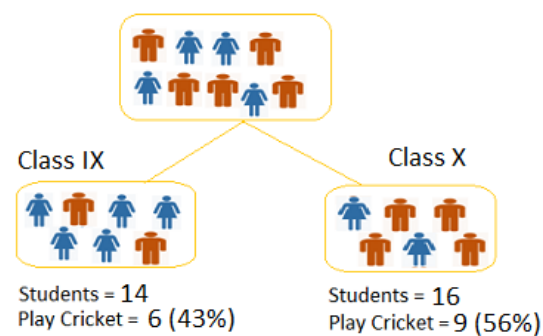 Class IX
Class X
Students = 14
Play Cricket = 6 (43%)
Students = 16
Play Cricket = 9 (56%)